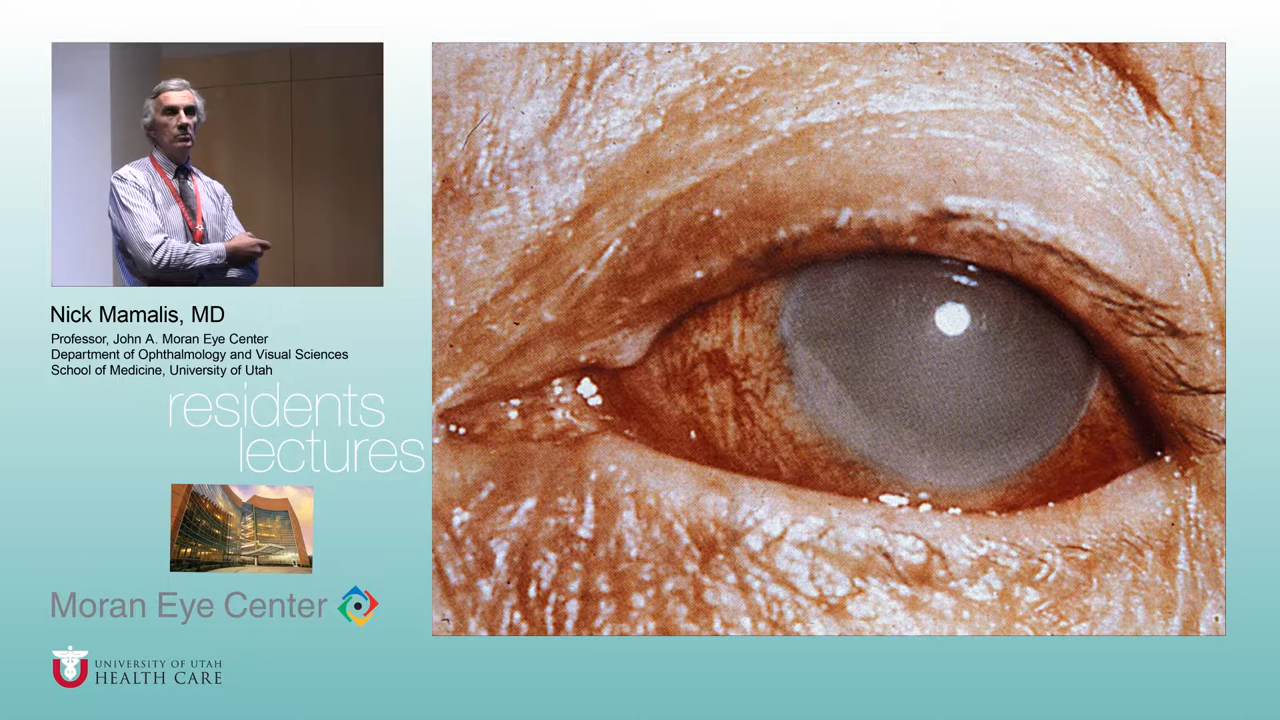 Nick Mamalis, MD
Professor, John A. Moran Eye Center
Department of Ophthalmology and Visual Sciences
School of Medicine, University of Utah
residents
lectures
Moran Eye Center
U
UNIVERSITY OF UTAH
HEALTH CARE